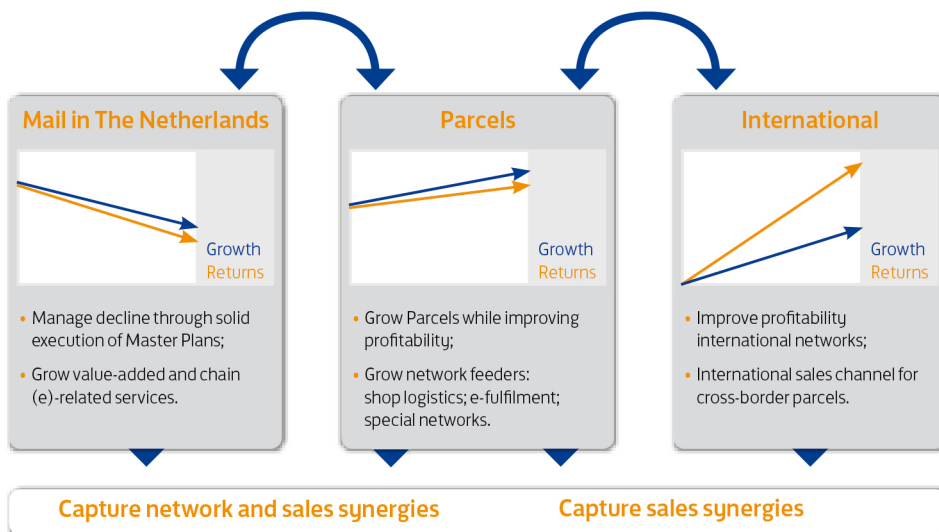 Mail in The Netherlands
Growth
Returns
• Manage decline through solid
execution of Master Plans;
• Grow value-added and chain
(e)-related services.
Parcels
Growth
Returns
• Grow Parcels while improving
profitability;
• Grow network feeders:
shop logistics; e-fulfilment;
special networks.
International
Growth
Returns
• Improve profitability
international networks;
• International sales channel for
cross-border parcels.
Capture network and sales synergies
Capture sales synergies